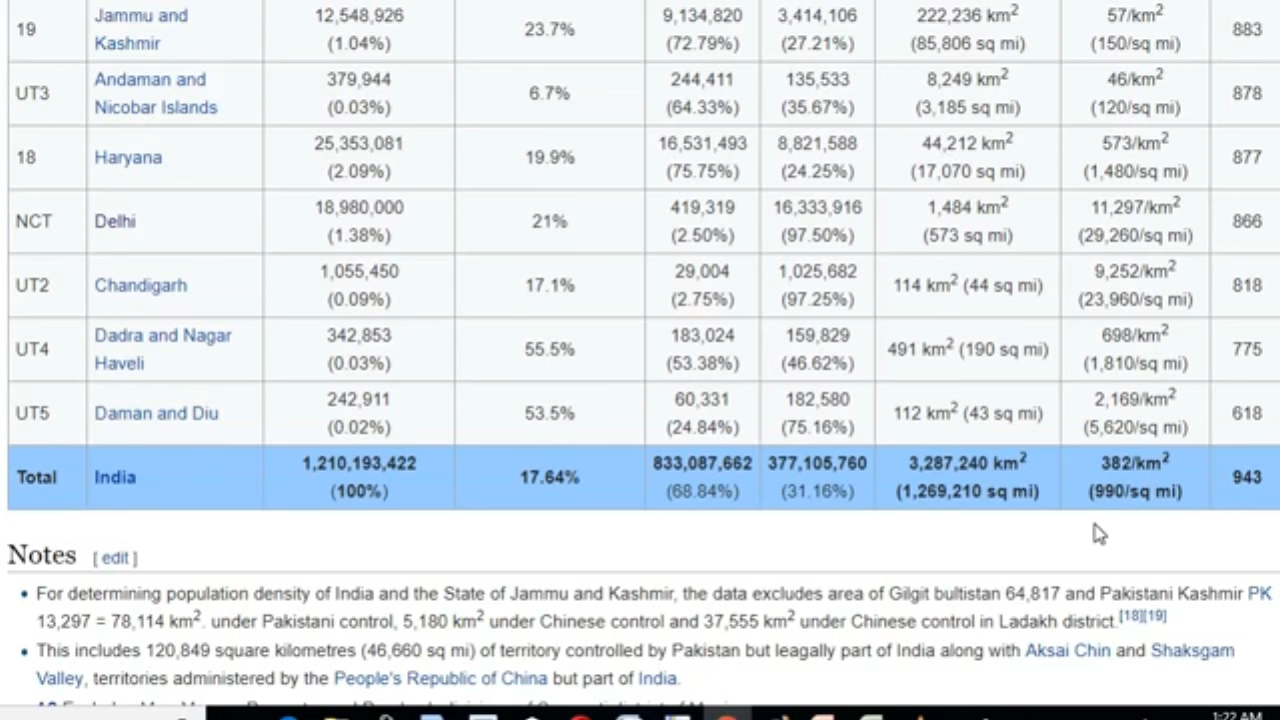 19 Jammu and Kashmir 12,548,926 (1.04%) 23.7% 9,134,820 (72.79%) 3,414,106 (27.21%) 222,236 km² (85,806 sq mi) 57/km² (150/sq mi) 883
UT3 Andaman and Nicobar Islands 379,944 (0.03%) 6.7% 244,411 (64.33%) 135,533 (35.67%) 8,249 km² (3,185 sq mi) 46/km² (120/sq mi) 878
18 Haryana 25,353,081 (2.09%) 19.9% 16,531,493 (75.75%) 8,821,588 (24.25%) 44,212 km² (17,070 sq mi) 573/km² (1,480/sq mi) 877
NCT Delhi 18,980,000 (1.38%) 21% 419,319 (2.50%) 16,333,916 (97.50%) 1,484 km² (573 sq mi) 11,297/km² (29,260/sq mi) 866
UT2 Chandigarh 1,055,450 (0.09%) 17.1% 29,004 (2.75%) 1,025,682 (97.25%) 114 km² (44 sq mi) 9,252/km² (23,960/sq mi) 818
UT4 Dadra and Nagar Haveli 342,853 (0.03%) 55.5% 183,024 (53.38%) 159,829 (46.62%) 491 km² (190 sq mi) 698/km² (1,810/sq mi) 775
UT5 Daman and Diu 242,911 (0.02%) 53.5% 60,331 (24.84%) 182,580 (75.16%) 112 km² (43 sq mi) 2,169/km² (5,620/sq mi) 618
Total India 1,210,193,422 (100%) 17.64% 833,087,662 (68.84%) 377,105,760 (31.16%) 3,287,240 km² (1,269,210 sq mi) 382/km² (990/sq mi) 943
Notes [ edit ]
• For determining population density of India and the State of Jammu and Kashmir, the data excludes area of Gilgit bultistan 64,817 and Pakistani Kashmir PK
13,297 = 78,114 km². under Pakistani control, 5,180 km² under Chinese control and 37,555 km² under Chinese control in Ladakh district.[18][19]
• This includes 120,849 square kilometres (46,660 sq mi) of territory controlled by Pakistan but leagally part of India along with Aksai Chin and Shaksgam
Valley, territories administered by the People's Republic of China but part of India.
1:22 AM